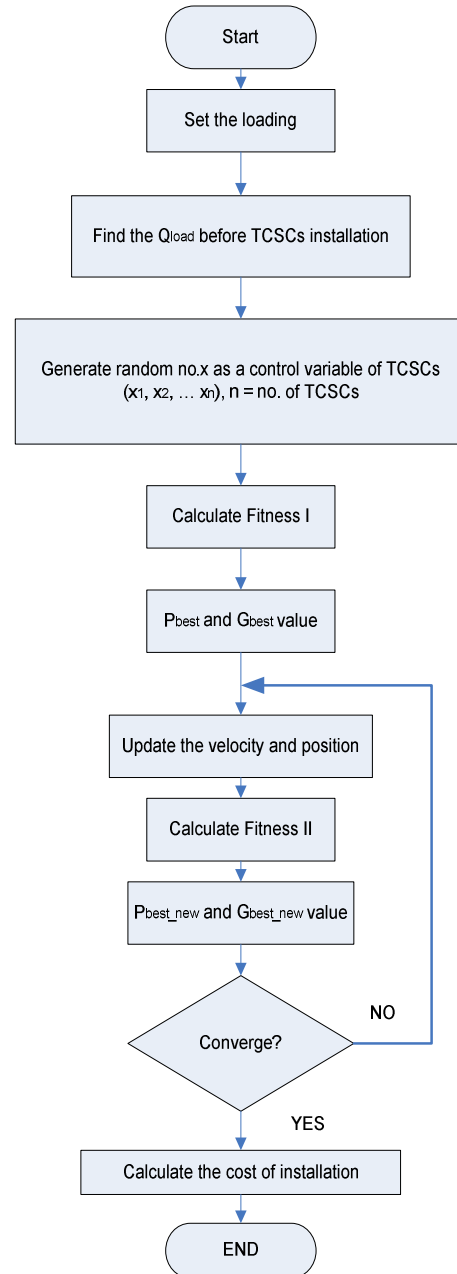 Start
Set the loading
Find the Qload before TCSCs installation
Generate random no.x as a control variable of TCSCs
(x1, x2, ... xn), n = no. of TCSCs
Calculate Fitness I
Pbest and Gbest value
Update the velocity and position
Calculate Fitness II
Pbest_new and Gbest_new value
Converge?
NO
YES
Calculate the cost of installation
END